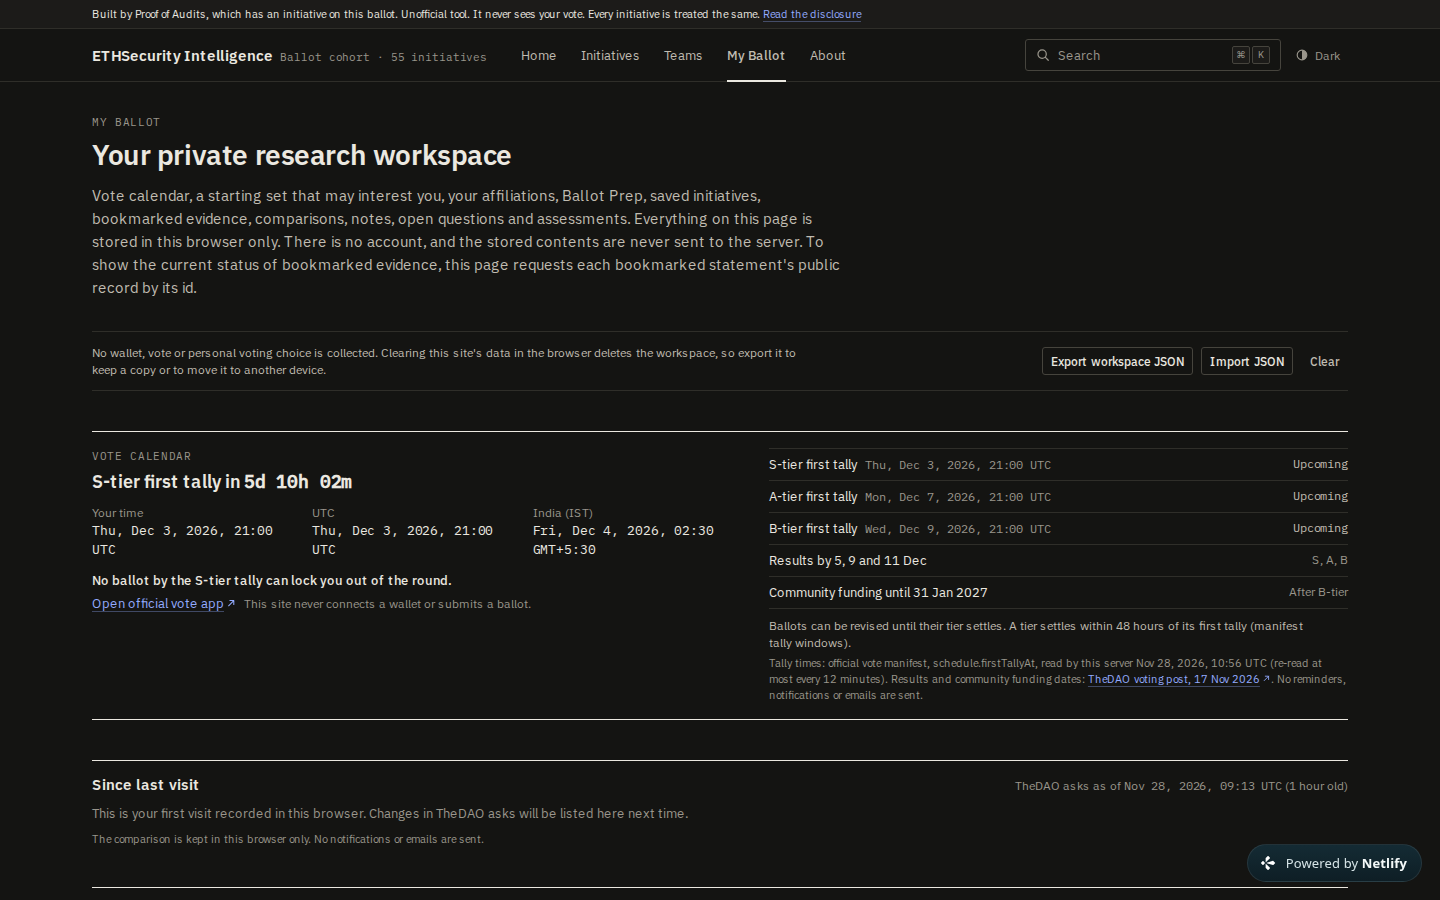 Built by Proof of Audits, which has an initiative on this ballot. Unofficial tool. It never sees your vote. Every initiative is treated the same. Read the disclosure
ETHSecurity Intelligence Ballot cohort · 55 initiatives Home Initiatives Teams My Ballot About Search ⌘ K Dark
MY BALLOT
Your private research workspace
Vote calendar, a starting set that may interest you, your affiliations, Ballot Prep, saved initiatives,
bookmarked evidence, comparisons, notes, open questions and assessments. Everything on this page is
stored in this browser only. There is no account, and the stored contents are never sent to the server. To
show the current status of bookmarked evidence, this page requests each bookmarked statement's public
record by its id.
No wallet, vote or personal voting choice is collected. Clearing this site's data in the browser deletes the workspace, so export it to
keep a copy or to move it to another device.
Export workspace JSON Import JSON Clear
VOTE CALENDAR
S-tier first tally in 5d 10h 02m
Your time UTC India (IST)
Thu, Dec 3, 2026, 21:00 Thu, Dec 3, 2026, 21:00 Fri, Dec 4, 2026, 02:30
UTC UTC GMT+5:30
No ballot by the S-tier tally can lock you out of the round.
Open official vote app ↗ This site never connects a wallet or submits a ballot.
S-tier first tally Thu, Dec 3, 2026, 21:00 UTC Upcoming
A-tier first tally Mon, Dec 7, 2026, 21:00 UTC Upcoming
B-tier first tally Wed, Dec 9, 2026, 21:00 UTC Upcoming
Results by 5, 9 and 11 Dec S, A, B
Community funding until 31 Jan 2027 After B-tier
Ballots can be revised until their tier settles. A tier settles within 48 hours of its first tally (manifest
tally windows).
Tally times: official vote manifest, schedule.firstTallyAt, read by this server Nov 28, 2026, 10:56 UTC (re-read at
most every 12 minutes). Results and community funding dates: TheDAO voting post, 17 Nov 2026 ↗. No reminders,
notifications or emails are sent.
Since last visit TheDAO asks as of Nov 28, 2026, 09:13 UTC (1 hour old)
This is your first visit recorded in this browser. Changes in TheDAO asks will be listed here next time.
The comparison is kept in this browser only. No notifications or emails are sent.
Powered by Netlify